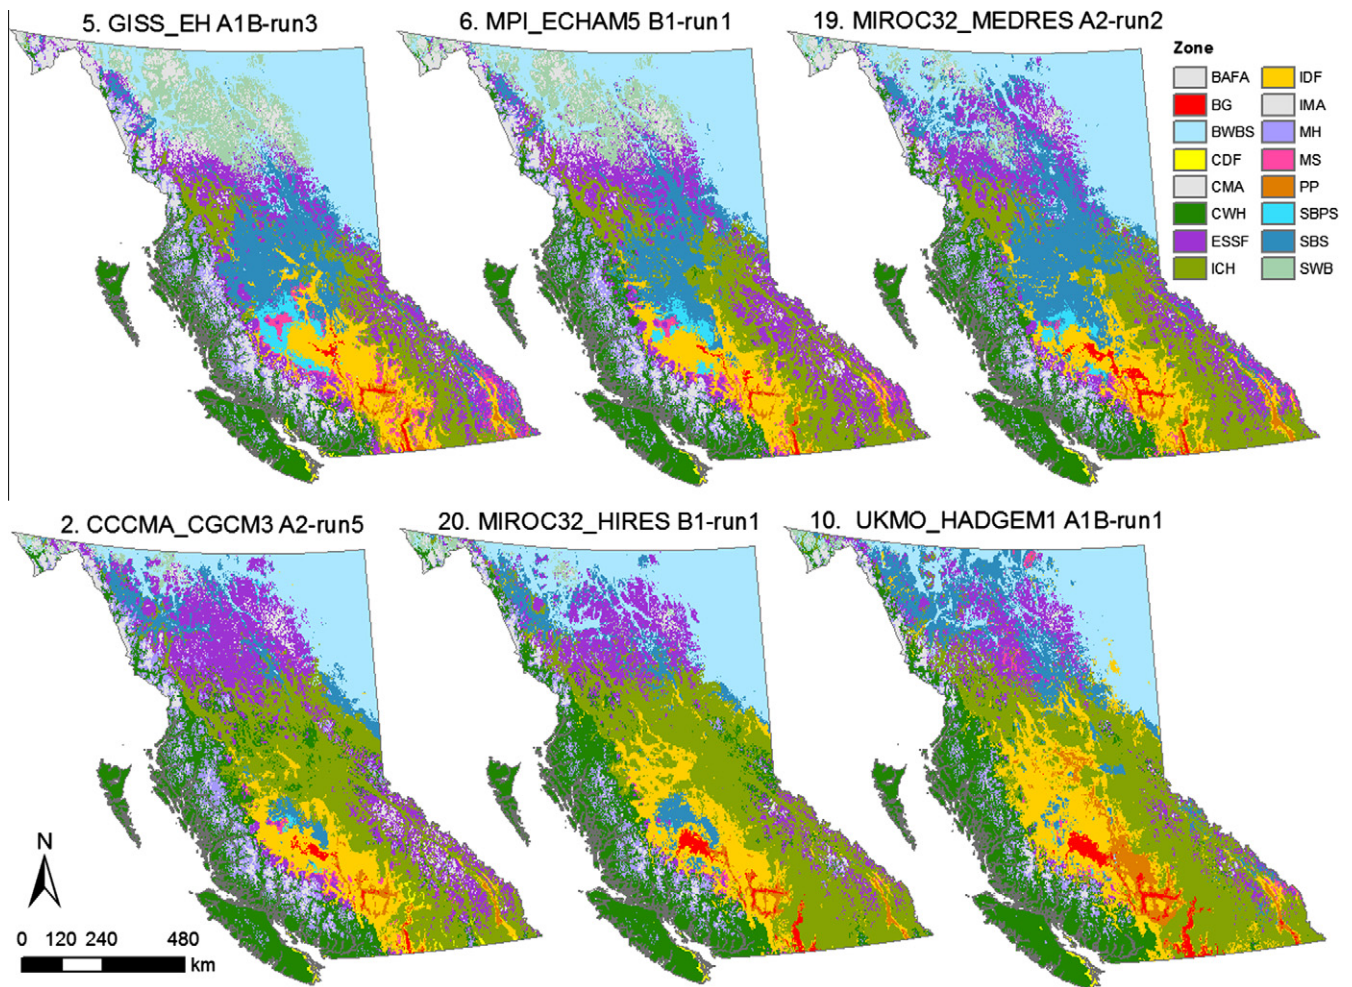 5. GISS_EH A1B-run3
6. MPI_ECHAM5 B1-run1
19. MIROC32_MEDRES A2-run2
Zone
BAFA
IDF
BG
IMA
BWBS
MH
CDF
MS
CMA
PP
CWH
SBPS
ESSF
SBS
ICH
SWB
2. CCCMA_CGCM3 A2-run5
20. MIROC32_HIRES B1-run1
10. UKMO_HADGEM1 A1B-run1
N
0 120 240 480
km